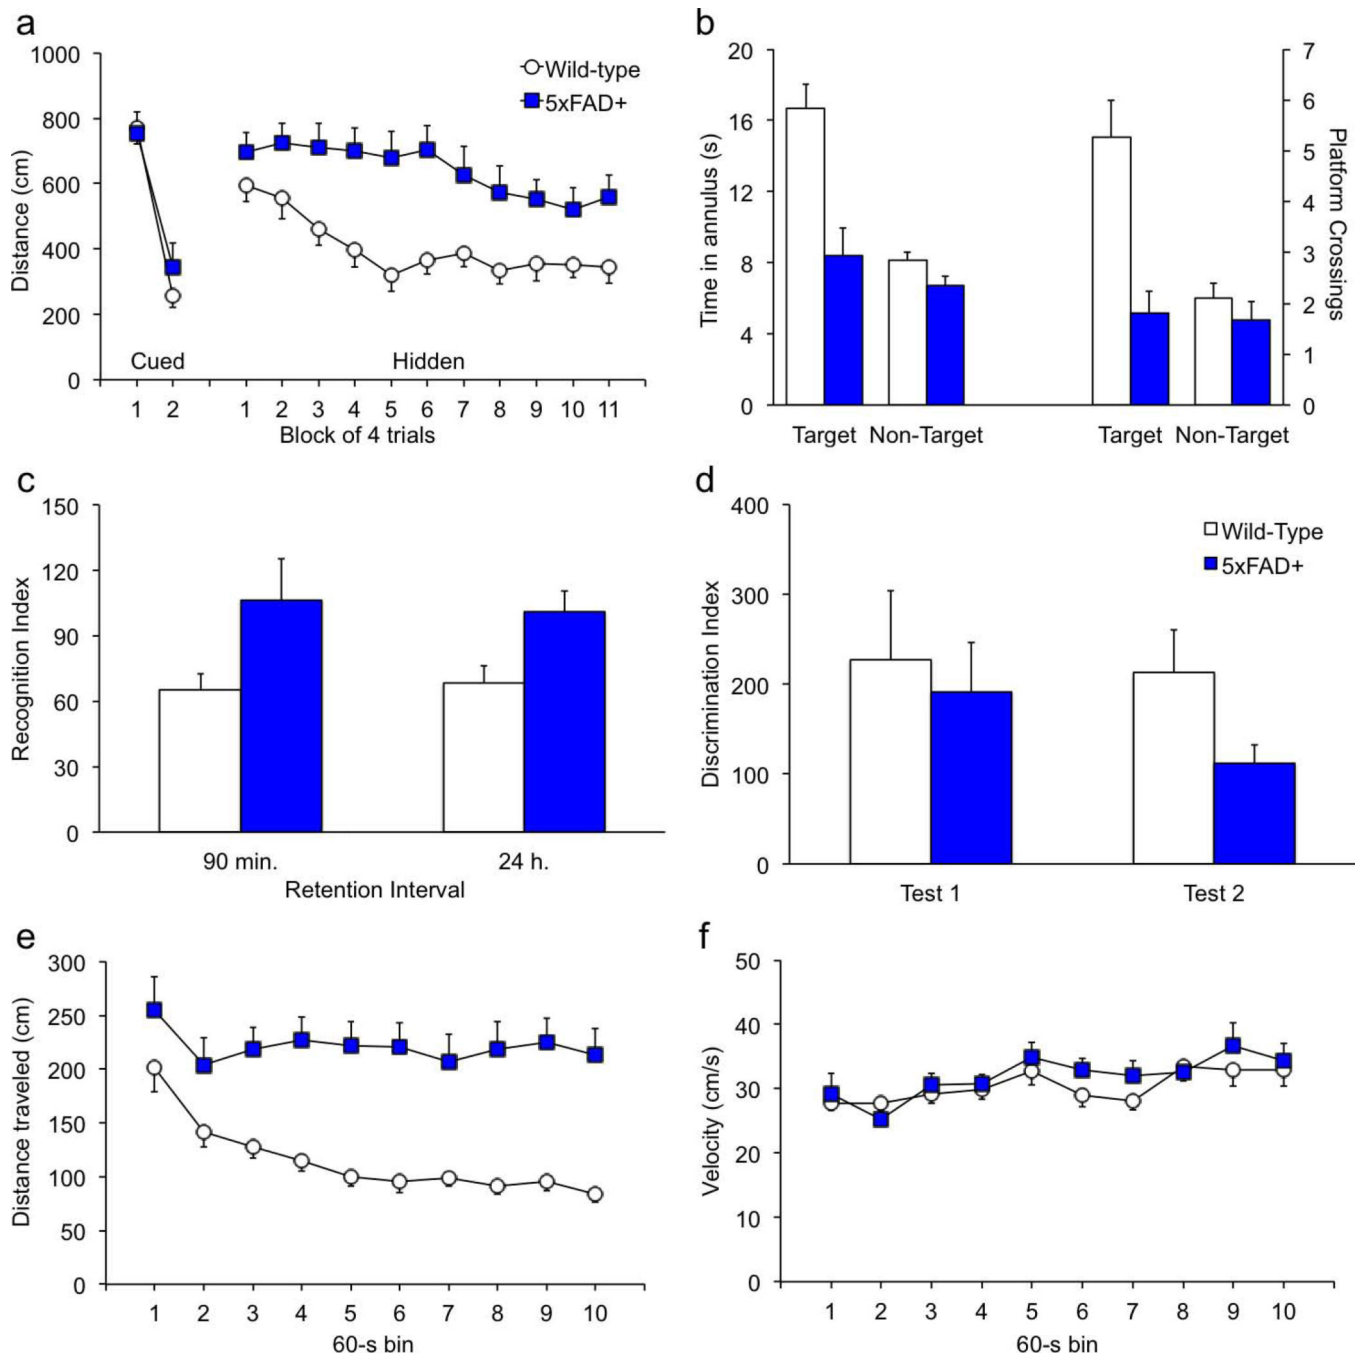 a
1000
800
600
400
200
0
Distance (cm)
Wild-type
5xFAD+
Cued
Hidden
1 2 1 2 3 4 5 6 7 8 9 10 11
Block of 4 trials
b
20
16
12
8
4
0
Time in annulus (s)
7
6
5
4
3
2
1
0
Platform Crossings
Target Non-Target Target Non-Target
c
150
120
90
60
30
0
Recognition Index
90 min. 24 h.
Retention Interval
d
400
300
200
100
0
Discrimination Index
Wild-Type
5xFAD+
Test 1 Test 2
e
300
250
200
150
100
50
0
Distance traveled (cm)
1 2 3 4 5 6 7 8 9 10
60-s bin
f
50
40
30
20
10
0
Velocity (cm/s)
1 2 3 4 5 6 7 8 9 10
60-s bin